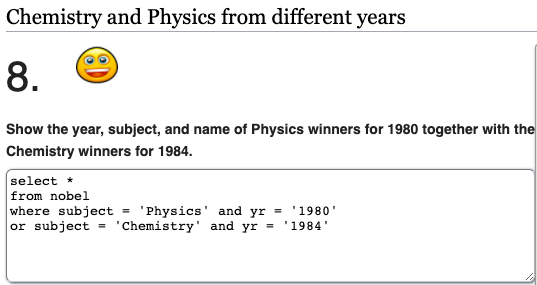 Chemistry and Physics from different years
8.
Show the year, subject, and name of Physics winners for 1980 together with the
Chemistry winners for 1984.
select *
from nobel
where subject = 'Physics' and yr = '1980'
or subject = 'Chemistry' and yr = '1984'